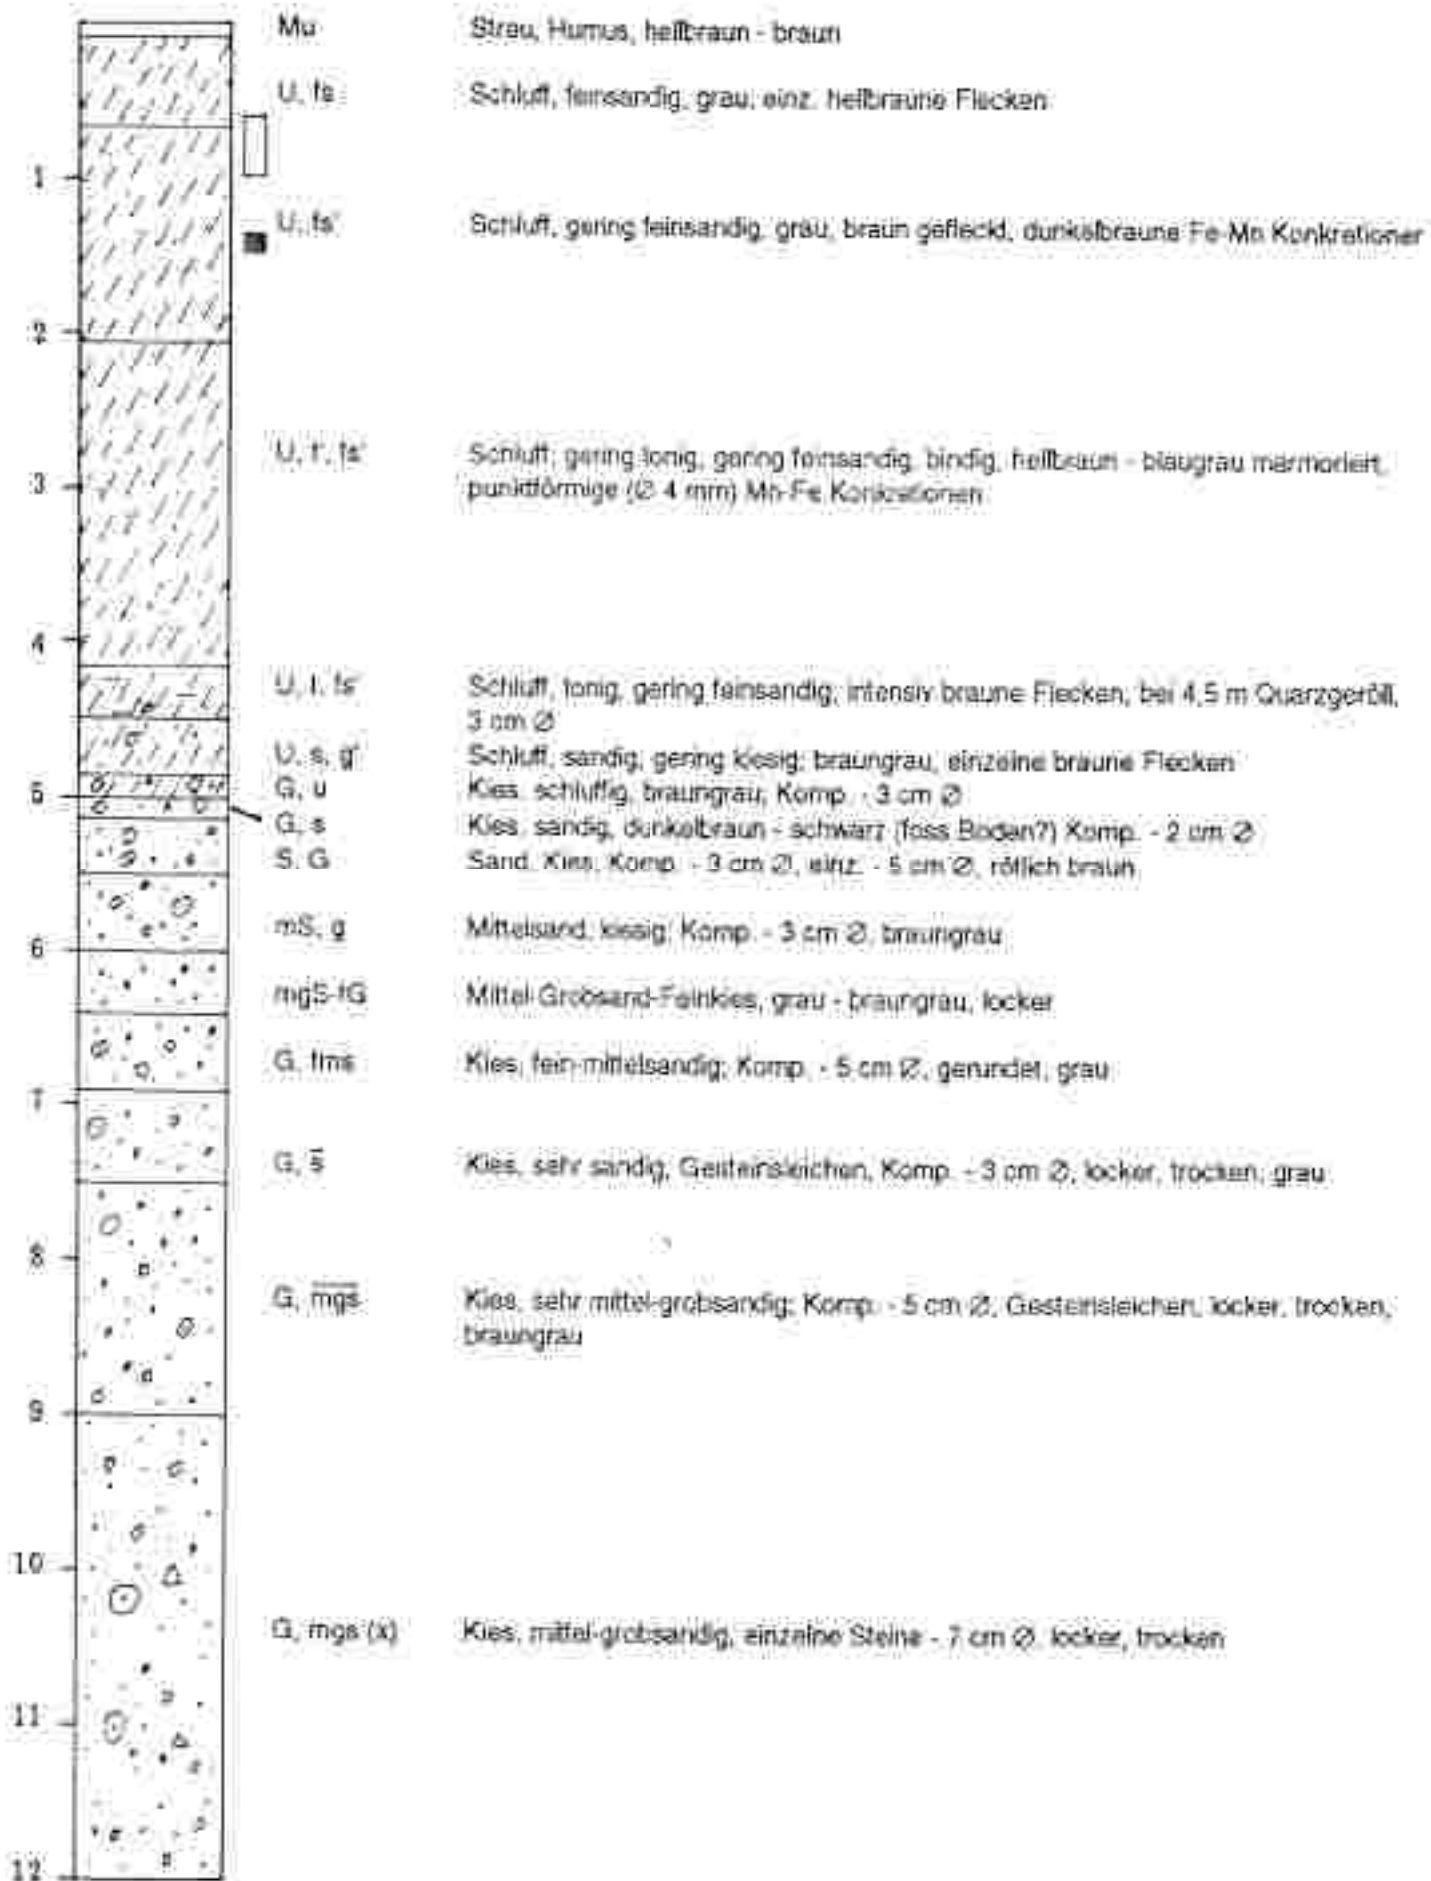 Mu Streu, Humus, hellbraun - braun
U, fs Schluff, feinsandig, grau, einz. hellbraune Flecken
1
U, fs' Schluff, gering feinsandig, grau, braun gefleckt, dunkelbraune Fe-Mn Konkretioner
2
U, t', fs' Schluff, gering tonig, gering feinsandig, bindig, hellbraun - blaugrau marmoriert,
3 punktförmige (∅ 4 mm) Mn-Fe Konkretionen
4
U, t, fs' Schluff, tonig, gering feinsandig, intensiv braune Flecken, bei 4,5 m Quarzgeröll,
3 cm ∅
U, s, g' Schluff, sandig, gering kiesig, braungrau, einzelne braune Flecken
5 G, u Kies, schluffig, braungrau, Komp. - 3 cm ∅
G, s Kies, sandig, dunkelbraun - schwarz (foss Boden?) Komp. - 2 cm ∅
S, G Sand, Kies, Komp. - 3 cm ∅, einz. - 5 cm ∅, rötlich braun
mS, g Mittelsand, kiesig, Komp. - 3 cm ∅, braungrau
6
mgS-fG Mittel-Grobsand-Feinkies, grau - braungrau, locker
G, fms Kies, fein-mittelsandig; Komp. - 5 cm ∅, gerundet, grau
7
G, s̄ Kies, sehr sandig, Gesteinsleichen, Komp. - 3 cm ∅, locker, trocken, grau
8
G, m̅g̅s̅ Kies, sehr mittel-grobsandig; Komp. - 5 cm ∅, Gesteinsleichen, locker, trocken,
braungrau
9
10
G, mgs (x) Kies, mittel-grobsandig, einzelne Steine - 7 cm ∅, locker, trocken
11
12